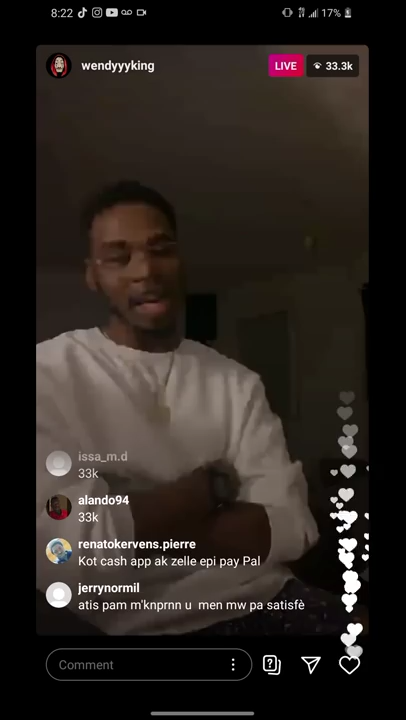 8:22
17%
wendyyyking
LIVE
33.3k
issa_m.d
33k
alando94
33k
renatokervens.pierre
Kot cash app ak zelle epi pay Pal
jerrynormil
atis pam m'knprnn u men mw pa satisfè
Comment